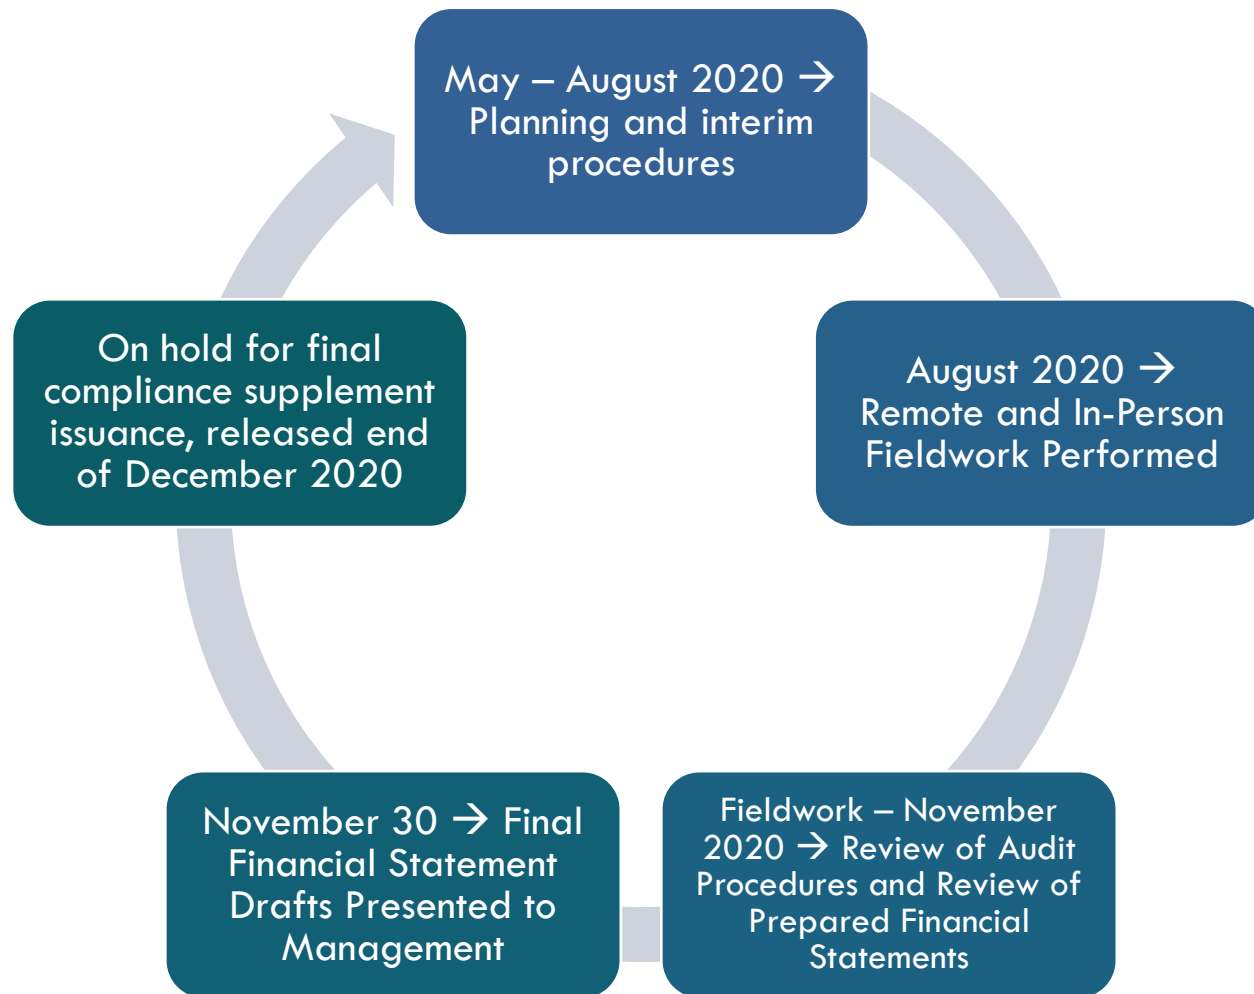 May – August 2020 →
Planning and interim
procedures
August 2020 →
Remote and In-Person
Fieldwork Performed
Fieldwork – November
2020 → Review of Audit
Procedures and Review of
Prepared Financial
Statements
November 30 → Final
Financial Statement
Drafts Presented to
Management
On hold for final
compliance supplement
issuance, released end
of December 2020